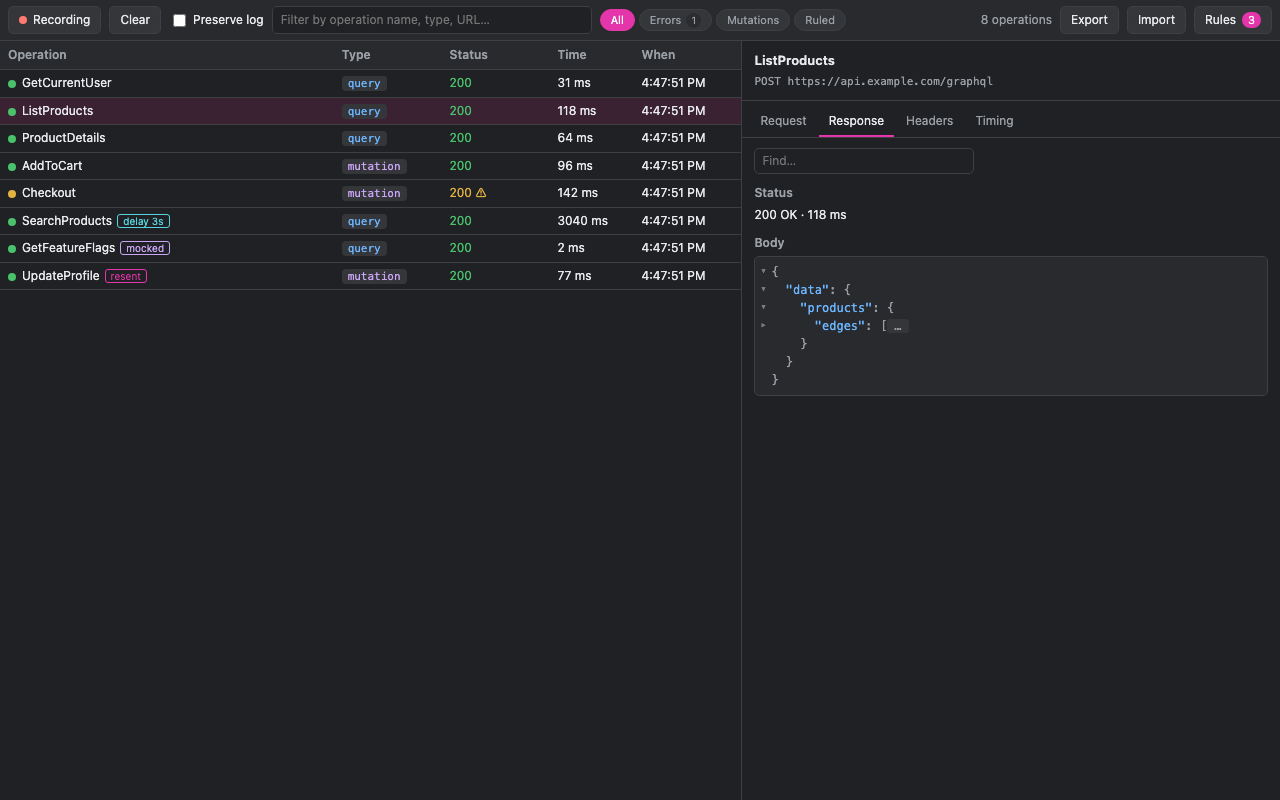 Recording Clear Preserve log Filter by operation name, type, URL... All Errors 1 Mutations Ruled 8 operations Export Import Rules 3
Operation Type Status Time When
GetCurrentUser query 200 31 ms 4:47:51 PM
ListProducts query 200 118 ms 4:47:51 PM
ProductDetails query 200 64 ms 4:47:51 PM
AddToCart mutation 200 96 ms 4:47:51 PM
Checkout mutation 200 ⚠ 142 ms 4:47:51 PM
SearchProducts delay 3s query 200 3040 ms 4:47:51 PM
GetFeatureFlags mocked query 200 2 ms 4:47:51 PM
UpdateProfile resent mutation 200 77 ms 4:47:51 PM
ListProducts
POST https://api.example.com/graphql
Request Response Headers Timing
Find...
Status
200 OK · 118 ms
Body
{
"data": {
"products": {
"edges": [ …
}
}
}